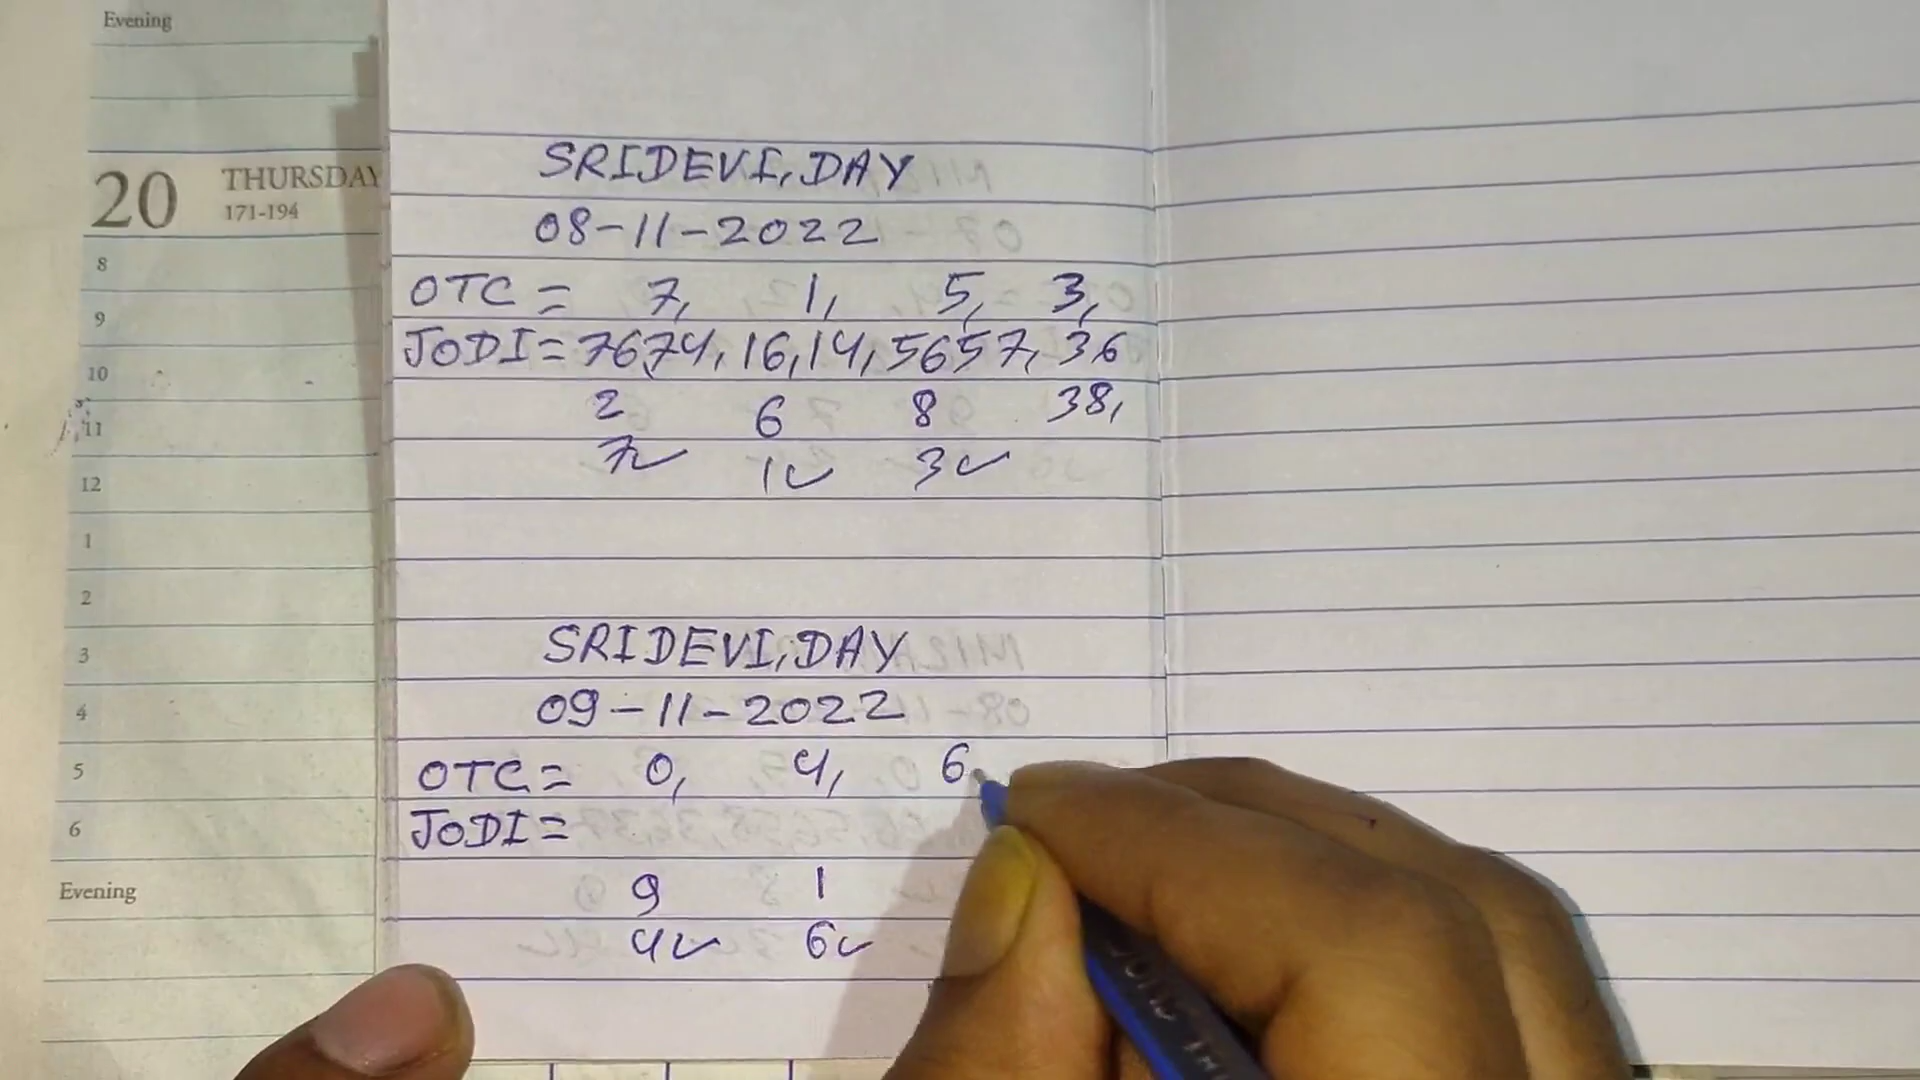 Evening
20 THURSDAY
171-194
8
9
10
11
12
1
2
3
4
5
6
Evening
SRIDEVI, DAY
08-11-2022
OTC = 7, 1, 5, 3,
JODI = 76,74, 16,14, 5657, 36
2 6 8 38,
7✓ 1✓ 3✓
SRIDEVI, DAY
09-11-2022
OTC = 0, 4, 6
JODI =
9 1
4✓ 6✓